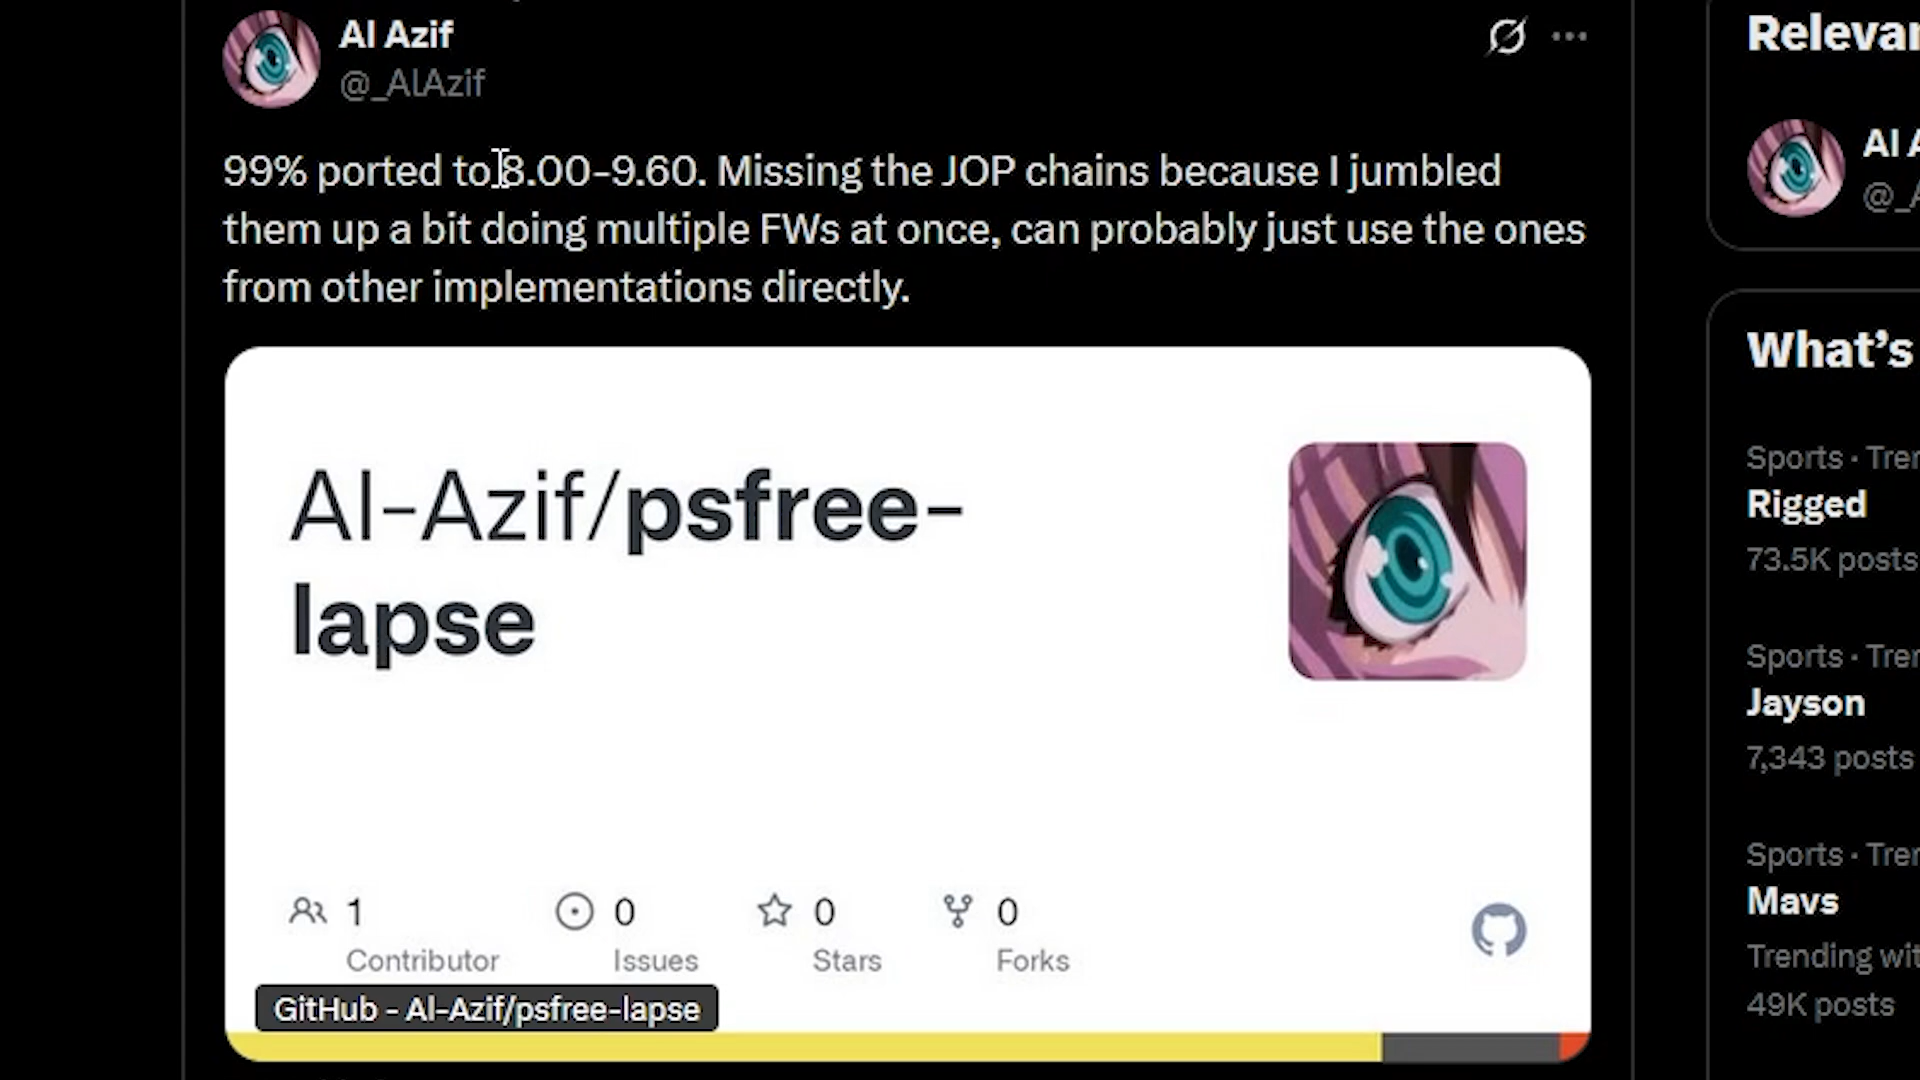 Al Azif
@_AlAzif
99% ported to 8.00-9.60. Missing the JOP chains because I jumbled
them up a bit doing multiple FWs at once, can probably just use the ones
from other implementations directly.
Al-Azif/psfree-
lapse
1
Contributor
0
Issues
0
Stars
0
Forks
GitHub - Al-Azif/psfree-lapse
Relevan
Al A
@_A
What's
Sports · Tren
Rigged
73.5K posts
Sports · Tren
Jayson
7,343 posts
Sports · Tren
Mavs
Trending wit
49K posts